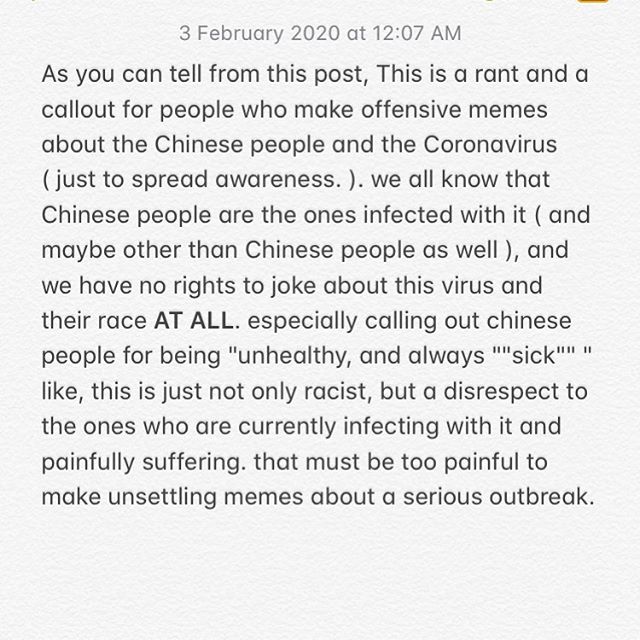 3 February 2020 at 12:07 AM
As you can tell from this post, This is a rant and a
callout for people who make offensive memes
about the Chinese people and the Coronavirus
( just to spread awareness. ). we all know that
Chinese people are the ones infected with it ( and
maybe other than Chinese people as well ), and
we have no rights to joke about this virus and
their race AT ALL. especially calling out chinese
people for being "unhealthy, and always ""sick"" "
like, this is just not only racist, but a disrespect to
the ones who are currently infecting with it and
painfully suffering. that must be too painful to
make unsettling memes about a serious outbreak.